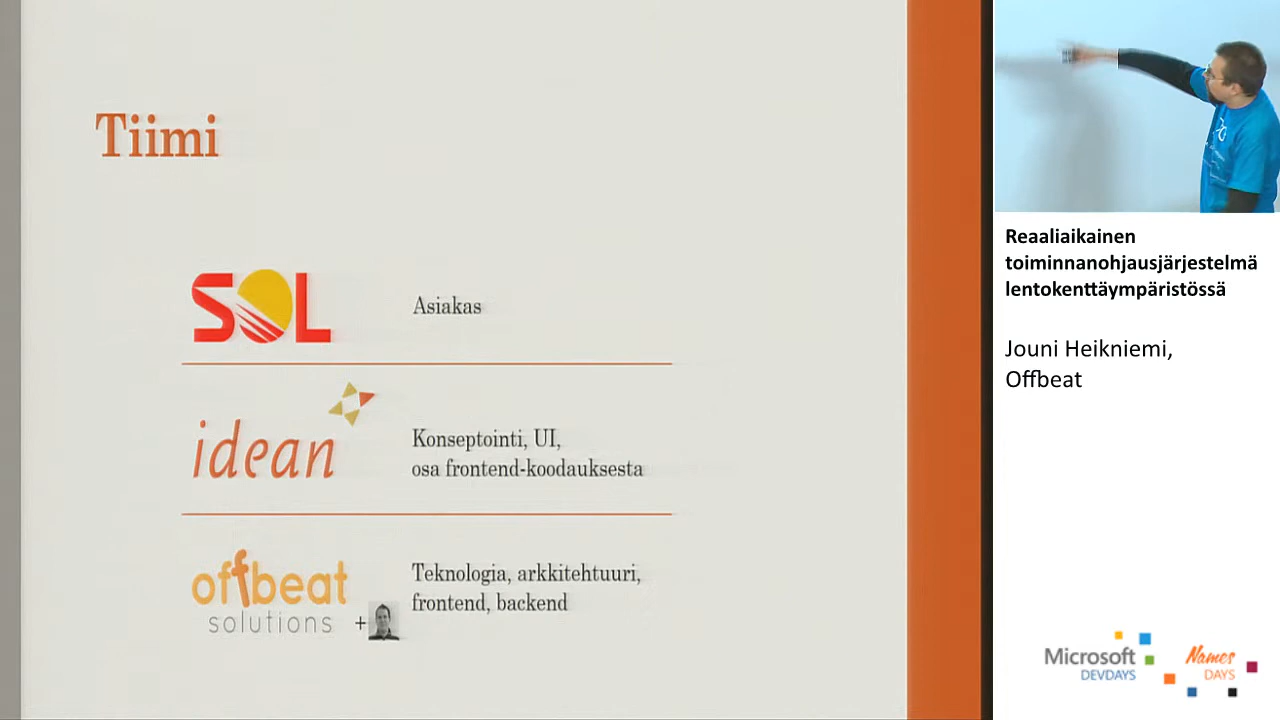 Tiimi
SOL
Asiakas
idean
Konseptointi, UI,
osa frontend-koodauksesta
offbeat
solutions
+
Teknologia, arkkitehtuuri,
frontend, backend
Reaaliaikainen
toiminnanohjausjärjestelmä
lentokenttäympäristössä
Jouni Heikniemi,
Offbeat
Microsoft
DEVDAYS
Names
DAYS